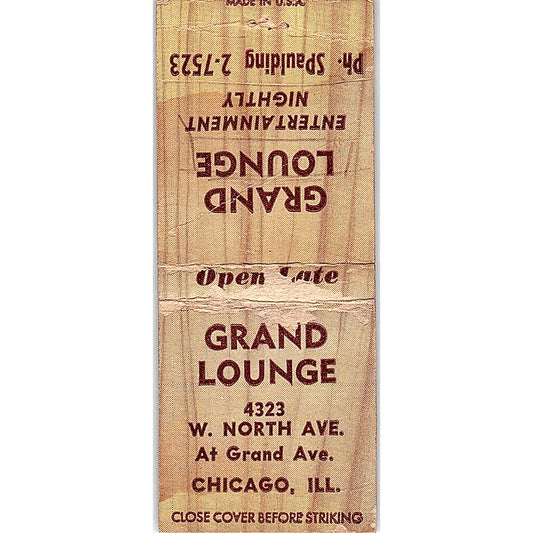 MADE IN U.S.A.
Ph. SPaulding 2-7523
ENTERTAINMENT
NIGHTLY
GRAND
LOUNGE
Open Late
GRAND
LOUNGE
4323
W. NORTH AVE.
At Grand Ave.
CHICAGO, ILL.
CLOSE COVER BEFORE STRIKING